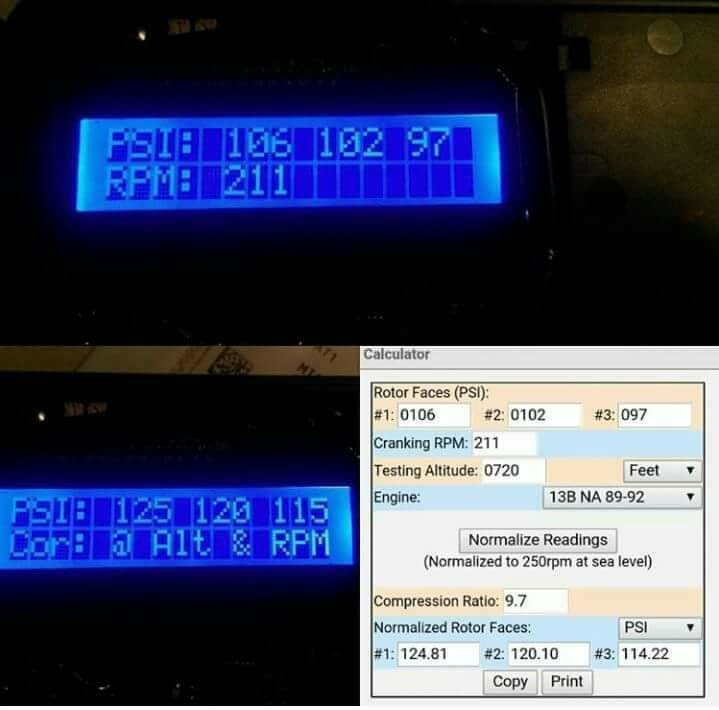 PSI: 106 102 97
RPM: 211
PSI: 125 120 115
Cor: @ Alt & RPM
Calculator
Rotor Faces (PSI):
#1: 0106 #2: 0102 #3: 097
Cranking RPM: 211
Testing Altitude: 0720 Feet
Engine: 13B NA 89-92
Normalize Readings
(Normalized to 250rpm at sea level)
Compression Ratio: 9.7
Normalized Rotor Faces: PSI
#1: 124.81 #2: 120.10 #3: 114.22
Copy Print